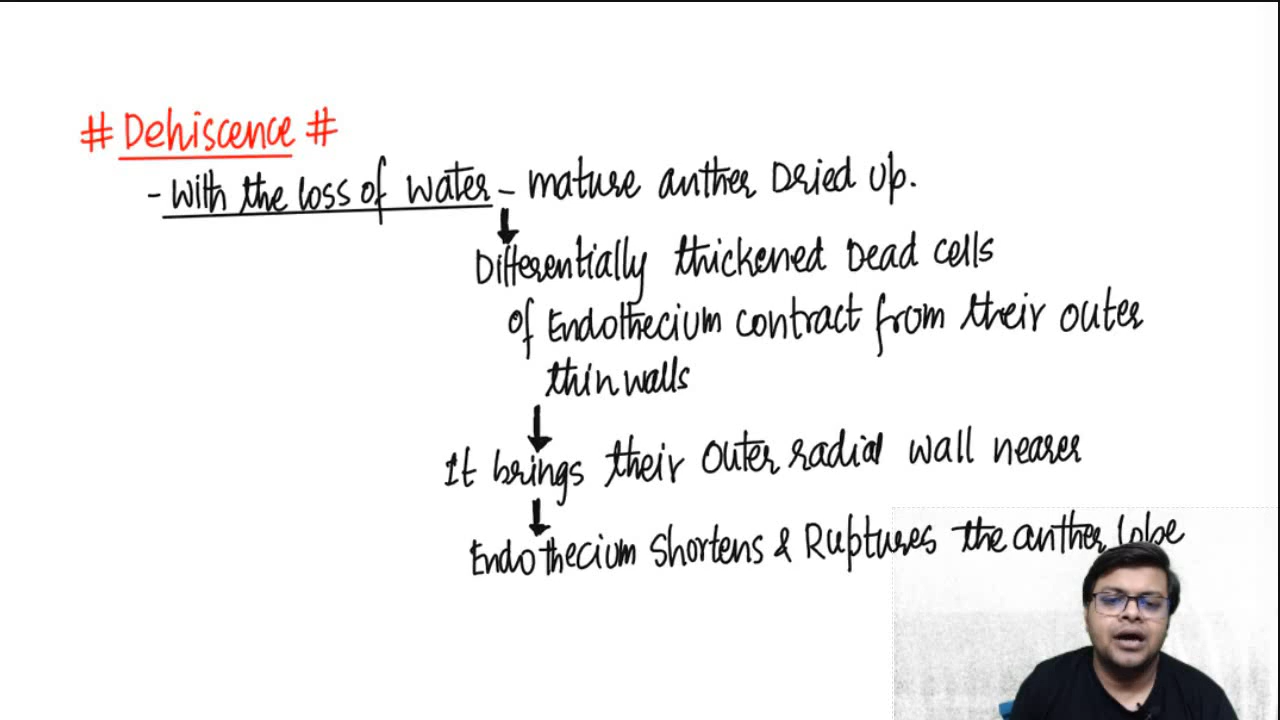 # Dehiscence #
- With the loss of water - mature anther Dried up.
Differentially thickened Dead cells
of Endothecium contract from their outer
thin walls
It brings their outer radial wall nearer
Endothecium shortens & Ruptures the anther lobe